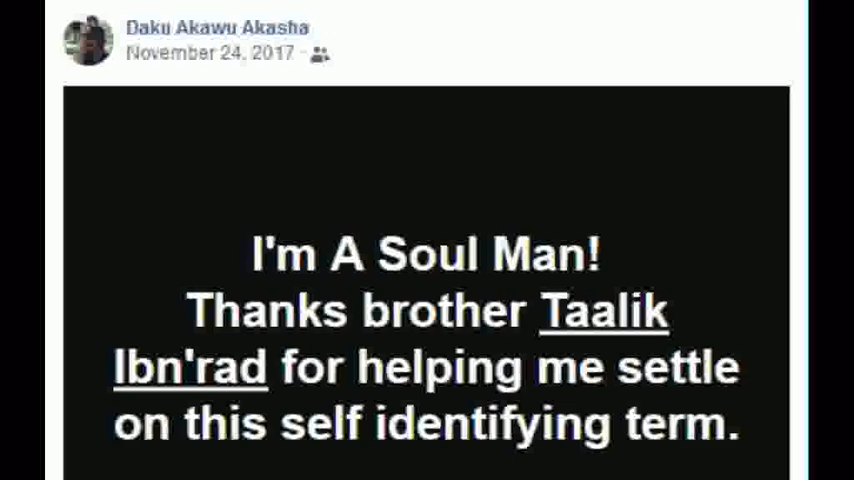 Daku Akawu Akasha
November 24, 2017 ·
I'm A Soul Man!
Thanks brother Taalik
Ibn'rad for helping me settle
on this self identifying term.